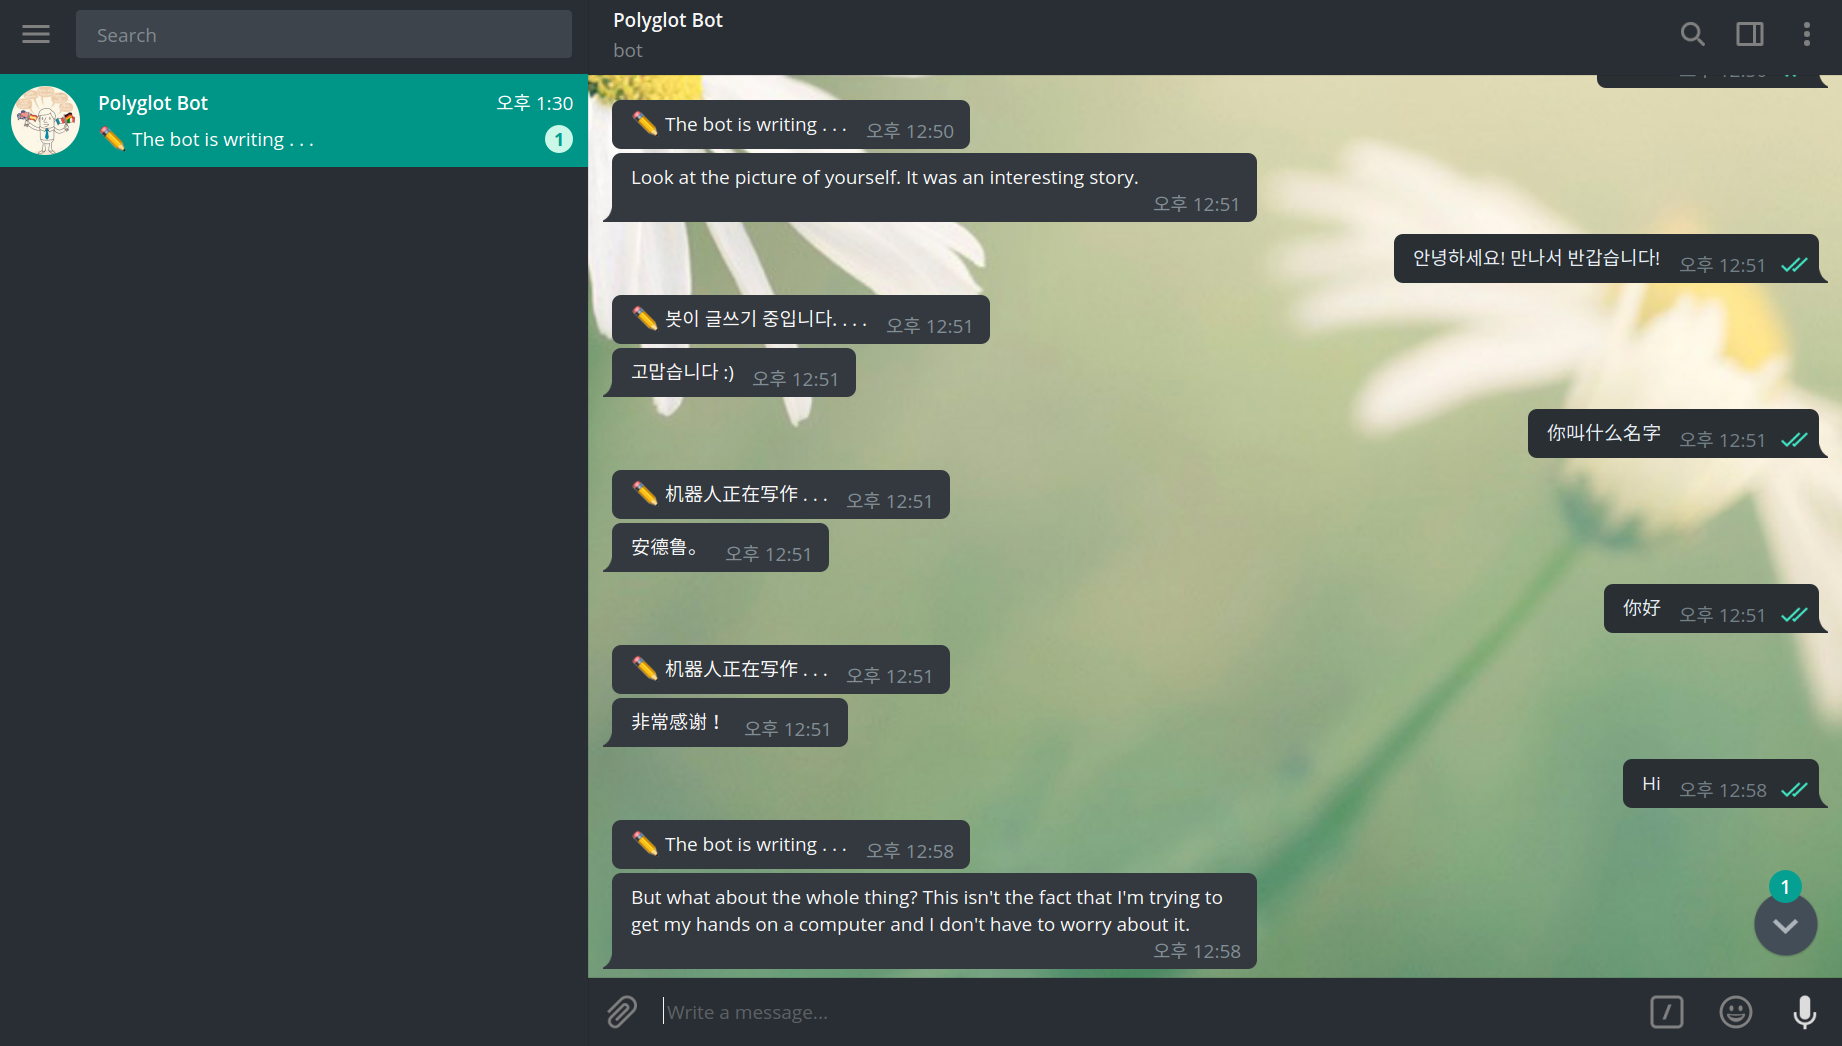 Search
Polyglot Bot
오후 1:30
✏️ The bot is writing . . .
1
Polyglot Bot
bot
✏️ The bot is writing . . . 오후 12:50
Look at the picture of yourself. It was an interesting story.
오후 12:51
안녕하세요! 만나서 반갑습니다! 오후 12:51
✏️ 봇이 글쓰기 중입니다. . . . 오후 12:51
고맙습니다 :) 오후 12:51
你叫什么名字 오후 12:51
✏️ 机器人正在写作 . . . 오후 12:51
安德鲁。 오후 12:51
你好 오후 12:51
✏️ 机器人正在写作 . . . 오후 12:51
非常感谢！ 오후 12:51
Hi 오후 12:58
✏️ The bot is writing . . . 오후 12:58
But what about the whole thing? This isn't the fact that I'm trying to
get my hands on a computer and I don't have to worry about it.
오후 12:58
1
Write a message...